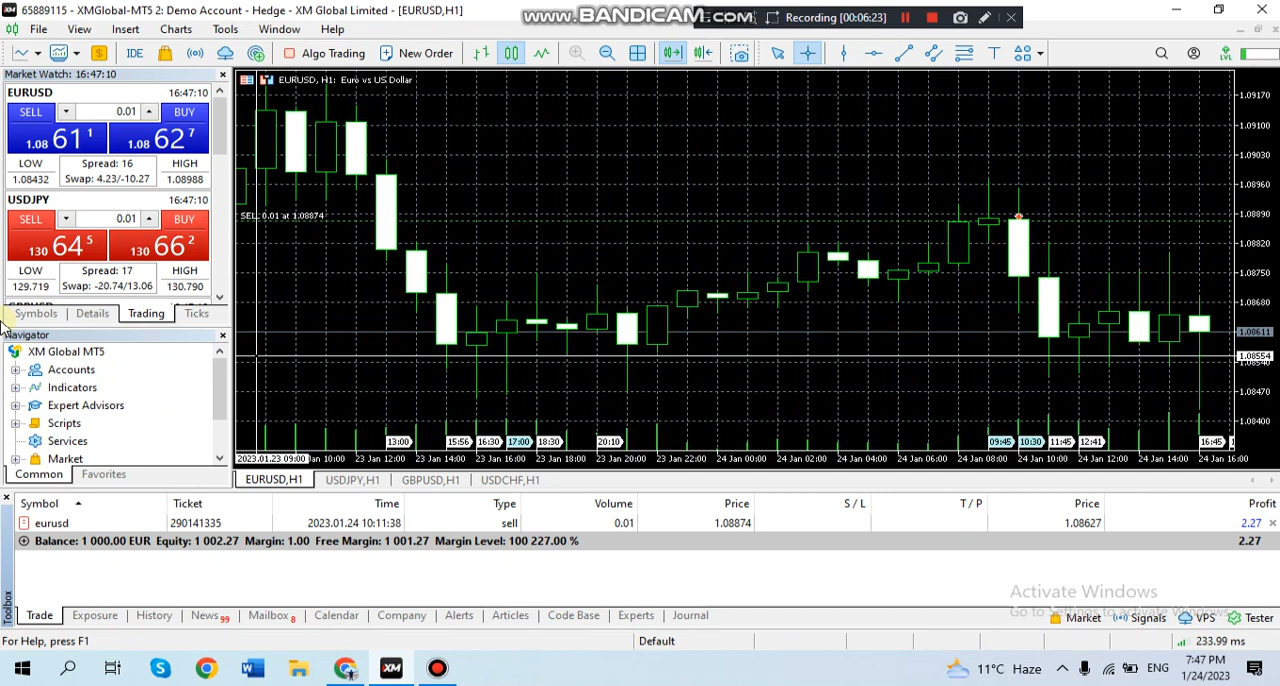 65889115 - XMGlobal-MT5 2: Demo Account - Hedge - XM Global Limited - [EURUSD,H1]
www.BANDICAM.com
Recording [00:06:23]
File View Insert Charts Tools Window Help
IDE Algo Trading New Order LVL
Market Watch: 16:47:10
EURUSD 16:47:10
SELL 0.01 BUY
1.08 61 1 1.08 62 7
LOW Spread: 16 HIGH
1.08432 Swap: 4.23/-10.27 1.08988
USDJPY 16:47:10
SELL 0.01 BUY
130 64 5 130 66 2
LOW Spread: 17 HIGH
129.719 Swap: -20.74/13.06 130.790
Symbols Details Trading Ticks
Navigator
XM Global MT5
Accounts
Indicators
Expert Advisors
Scripts
Services
Market
Common Favorites
EURUSD, H1: Euro vs US Dollar
SELL 0.01 at 1.08874
1.09170
1.09100
1.09030
1.08960
1.08890
1.08820
1.08750
1.08680
1.08611
1.08554
1.08540
1.08470
1.08400
13:00 15:56 16:30 17:00 18:30 20:10 09:45 10:30 11:45 12:41 16:45
2023.01.23 09:00 Jan 10:00 23 Jan 12:00 23 Jan 14:00 23 Jan 16:00 23 Jan 18:00 23 Jan 20:00 23 Jan 22:00 24 Jan 00:00 24 Jan 02:00 24 Jan 04:00 24 Jan 06:00 24 Jan 08:00 24 Jan 10:00 24 Jan 12:00 24 Jan 14:00 24 Jan 16:00
EURUSD,H1 USDJPY,H1 GBPUSD,H1 USDCHF,H1
Symbol Ticket Time Type Volume Price S / L T / P Price Profit
eurusd 290141335 2023.01.24 10:11:38 sell 0.01 1.08874 1.08627 2.27
Balance: 1 000.00 EUR Equity: 1 002.27 Margin: 1.00 Free Margin: 1 001.27 Margin Level: 100 227.00 % 2.27
Activate Windows
Go to Settings to activate Windows.
Toolbox
Trade Exposure History News 99 Mailbox 8 Calendar Company Alerts Articles Code Base Experts Journal Market Signals VPS Tester
For Help, press F1 Default 233.99 ms
XM 11°C Haze ENG 7:47 PM
1/24/2023